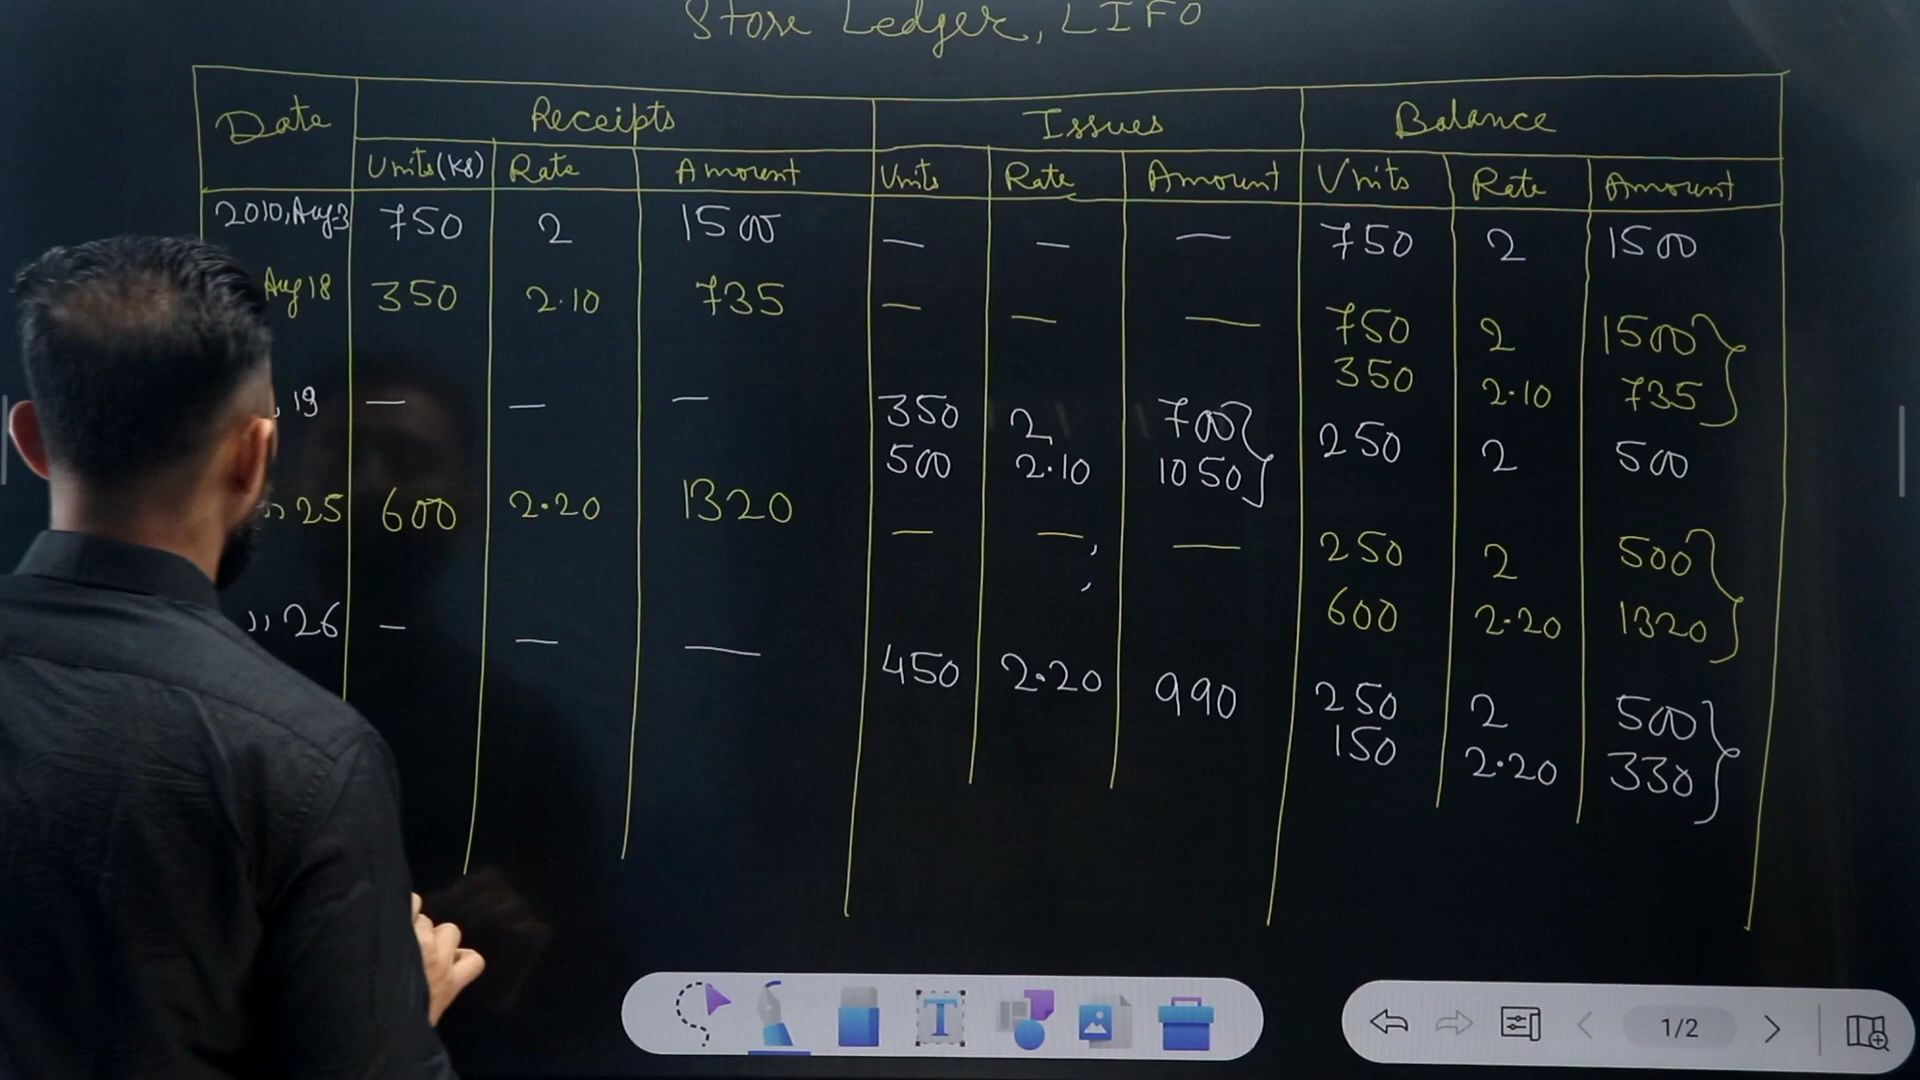 Store Ledger, LIFO
Date Receipts Issues Balance
Units(KG) Rate Amount Units Rate Amount Units Rate Amount
2010, Aug-3 750 2 1500 — — — 750 2 1500
Aug 18 350 2.10 735 — — — 750 2 1500
350 2.10 735
19 — — — 350 2 700 250 2 500
500 2.10 1050
,, 25 600 2.20 1320 — — — 250 2 500
600 2.20 1320
,, 26 — — — 450 2.20 990 250 2 500
150 2.20 330
T
1/2